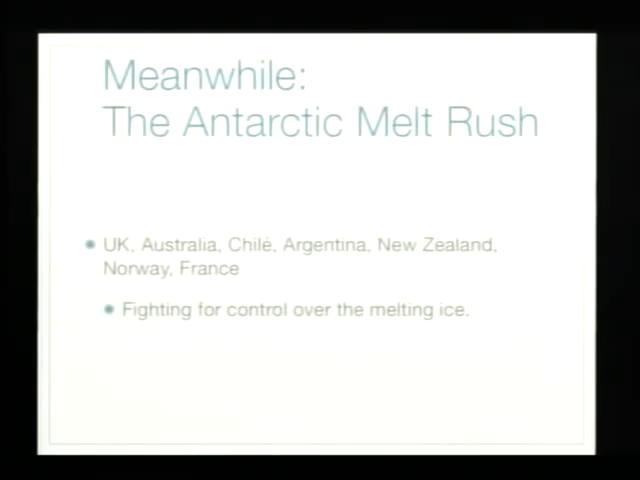 Meanwhile:
The Antarctic Melt Rush
UK, Australia, Chilé, Argentina, New Zealand,
Norway, France
Fighting for control over the melting ice.